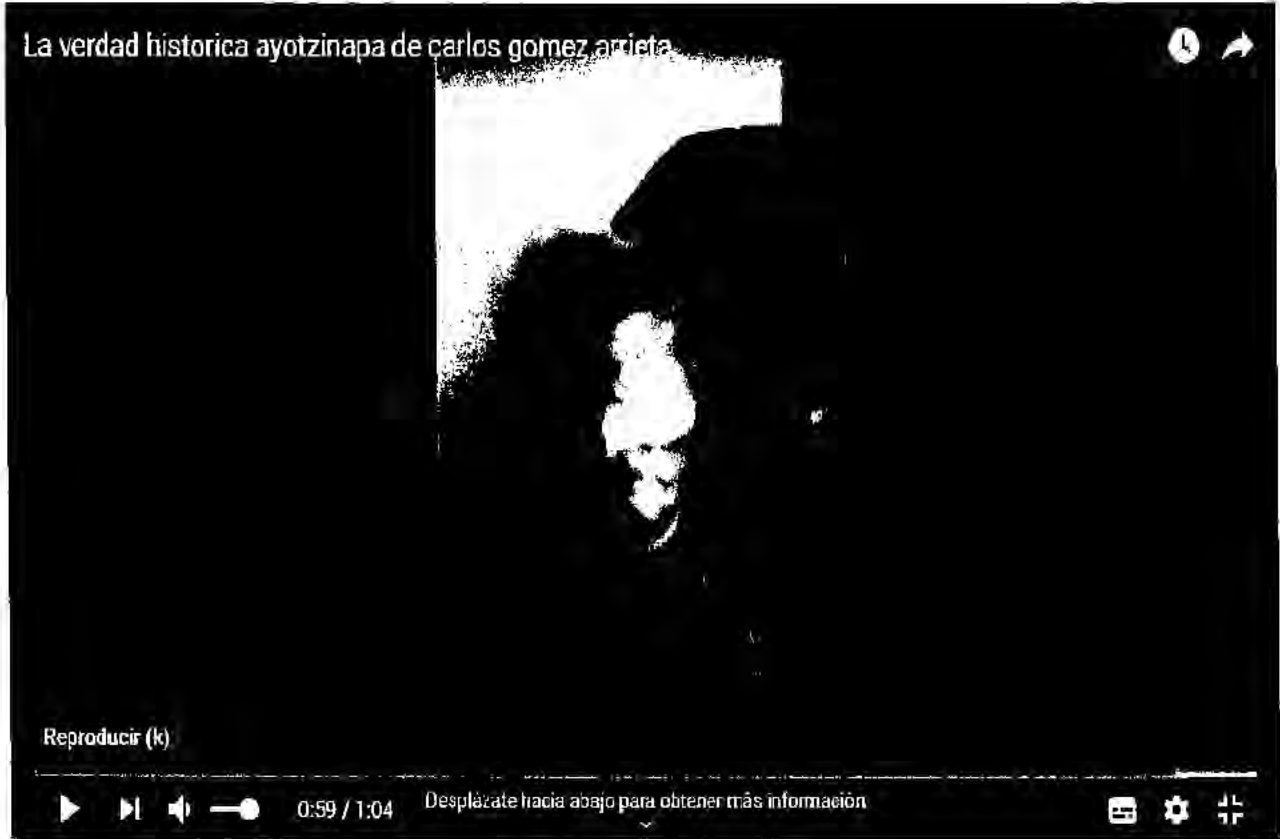 La verdad historica ayotzinapa de carlos gomez arrieta
Reproducir (k)
0:59 / 1:04
Desplázate hacia abajo para obtener más información